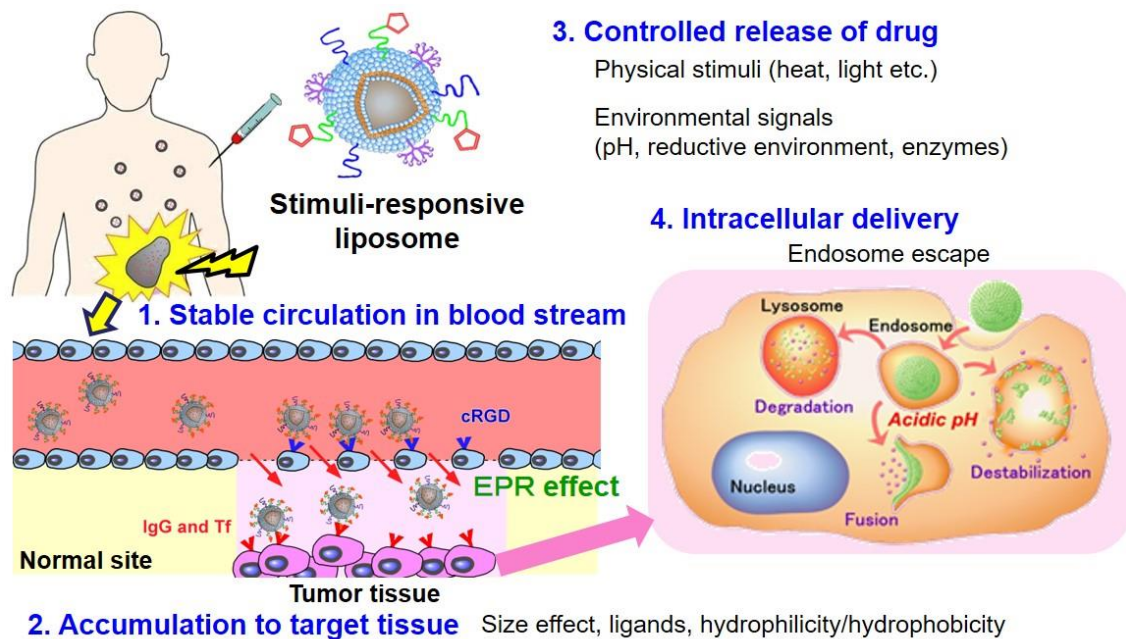 3. Controlled release of drug
Physical stimuli (heat, light etc.)
Environmental signals
(pH, reductive environment, enzymes)
Stimuli-responsive
liposome
4. Intracellular delivery
Endosome escape
1. Stable circulation in blood stream
Lysosome
Endosome
Degradation
Acidic pH
Destabilization
Nucleus
Fusion
cRGD
EPR effect
IgG and Tf
Normal site
Tumor tissue
2. Accumulation to target tissue
Size effect, ligands, hydrophilicity/hydrophobicity